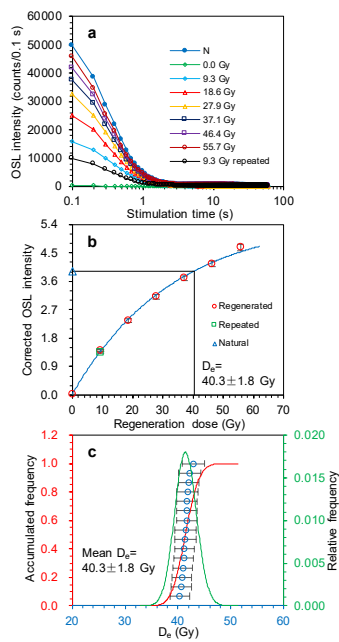 a
60000
50000
40000
30000
20000
10000
0
OSL intensity (counts/0.1 s)
N
0.0 Gy
9.3 Gy
18.6 Gy
27.9 Gy
37.1 Gy
46.4 Gy
55.7 Gy
9.3 Gy repeated
0.1 1 10 100
Stimulation time (s)
b
5.4
4.5
3.6
2.7
1.8
0.9
0.0
Corrected OSL intensity
Regenerated
Repeated
Natural
De=
40.3±1.8 Gy
0 10 20 30 40 50 60 70
Regeneration dose (Gy)
c
1.2
1.0
0.8
0.6
0.4
0.2
0.0
Accumulated frequency
Mean De=
40.3±1.8 Gy
0.020
0.015
0.010
0.005
0.000
Relative frequency
20 30 40 50 60
De (Gy)